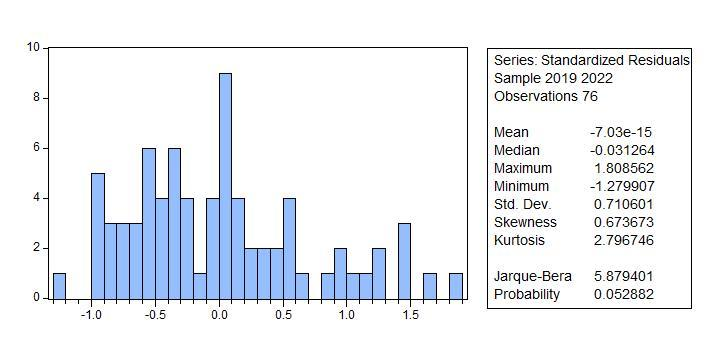 10
8
6
4
2
0
-1.0 -0.5 0.0 0.5 1.0 1.5
Series: Standardized Residuals
Sample 2019 2022
Observations 76
Mean -7.03e-15
Median -0.031264
Maximum 1.808562
Minimum -1.279907
Std. Dev. 0.710601
Skewness 0.673673
Kurtosis 2.796746
Jarque-Bera 5.879401
Probability 0.052882